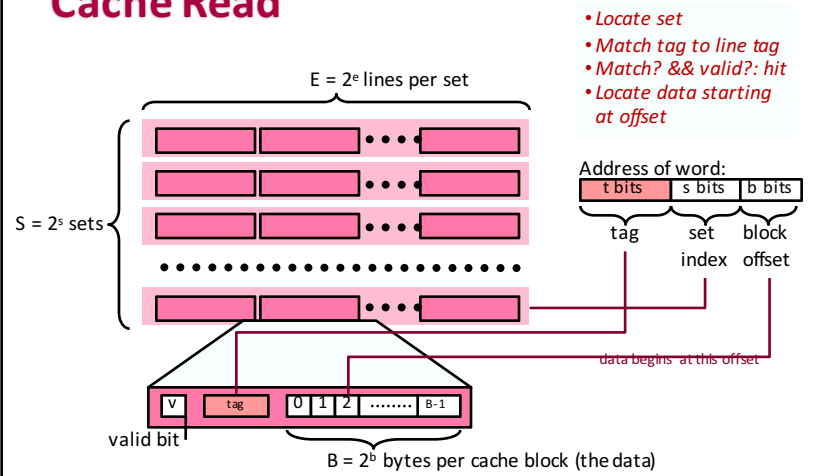 Cache Read
• Locate set
• Match tag to line tag
• Match? && valid?: hit
• Locate data starting
at offset
E = 2ᵉ lines per set
Address of word:
t bits s bits b bits
S = 2ˢ sets
tag set block
index offset
data begins at this offset
v tag 0 1 2 ........ B-1
valid bit
B = 2ᵇ bytes per cache block (the data)